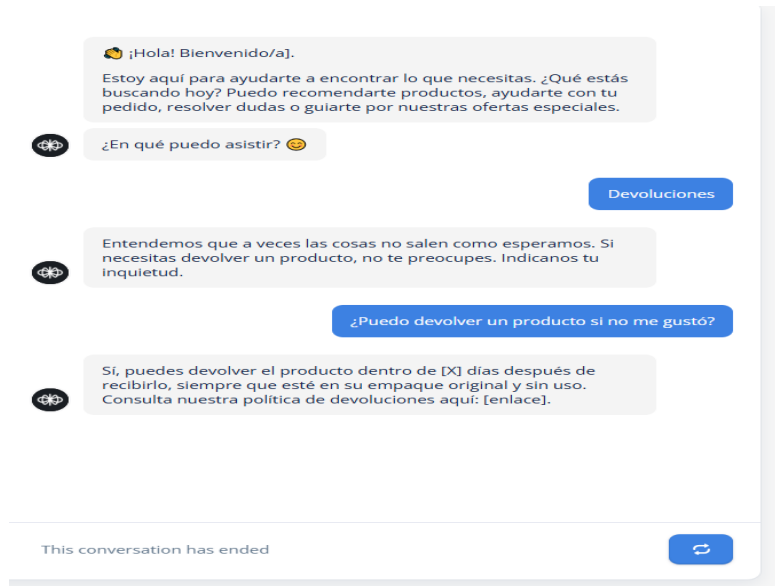 👏 ¡Hola! Bienvenido/a].
Estoy aquí para ayudarte a encontrar lo que necesitas. ¿Qué estás
buscando hoy? Puedo recomendarte productos, ayudarte con tu
pedido, resolver dudas o guiarte por nuestras ofertas especiales.
¿En qué puedo asistir? 😊
Devoluciones
Entendemos que a veces las cosas no salen como esperamos. Si
necesitas devolver un producto, no te preocupes. Indicanos tu
inquietud.
¿Puedo devolver un producto si no me gustó?
Sí, puedes devolver el producto dentro de [X] días después de
recibirlo, siempre que esté en su empaque original y sin uso.
Consulta nuestra política de devoluciones aquí: [enlace].
This conversation has ended